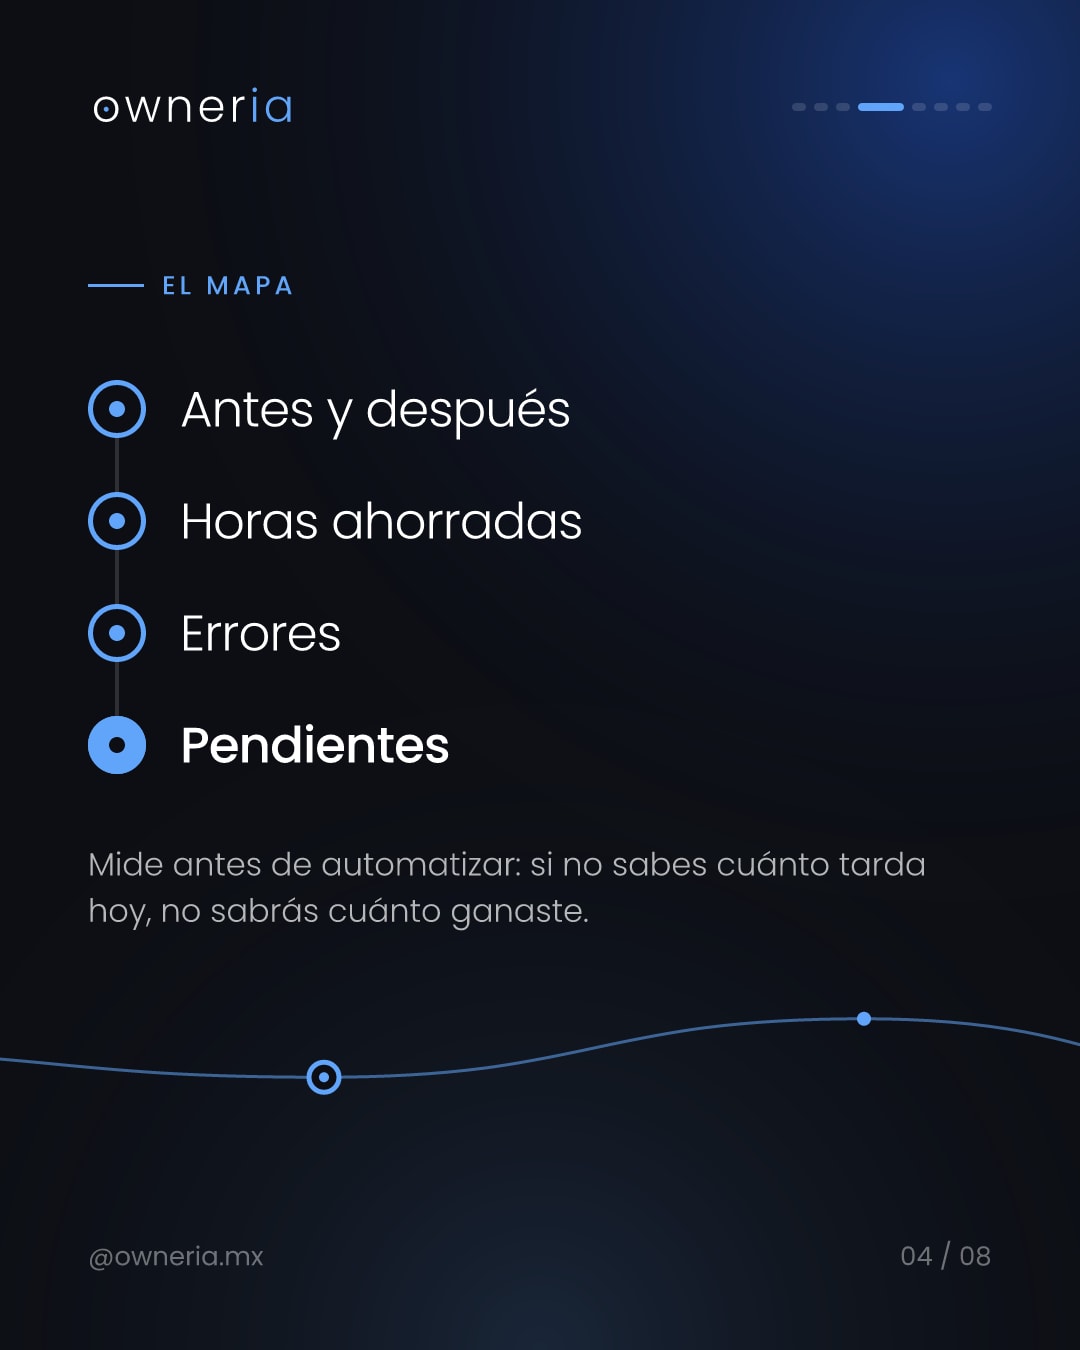 owneria
EL MAPA
Antes y después
Horas ahorradas
Errores
Pendientes
Mide antes de automatizar: si no sabes cuánto tarda
hoy, no sabrás cuánto ganaste.
@owneria.mx
04 / 08